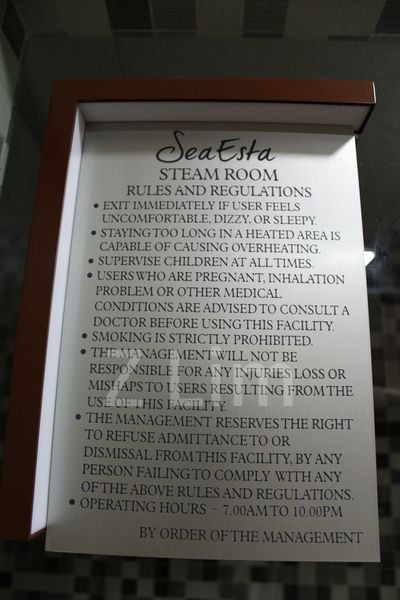 SeaEsta
STEAM ROOM
RULES AND REGULATIONS
• EXIT IMMEDIATELY IF USER FEELS
UNCOMFORTABLE, DIZZY, OR SLEEPY.
• STAYING TOO LONG IN A HEATED AREA IS
CAPABLE OF CAUSING OVERHEATING.
• SUPERVISE CHILDREN AT ALL TIMES.
• USERS WHO ARE PREGNANT, INHALATION
PROBLEM OR OTHER MEDICAL
CONDITIONS ARE ADVISED TO CONSULT A
DOCTOR BEFORE USING THIS FACILITY.
• SMOKING IS STRICTLY PROHIBITED.
• THE MANAGEMENT WILL NOT BE
RESPONSIBLE FOR ANY INJURIES LOSS OR
MISHAPS TO USERS RESULTING FROM THE
USE OF THIS FACILITY.
• THE MANAGEMENT RESERVES THE RIGHT
TO REFUSE ADMITTANCE TO OR
DISMISSAL FROM THIS FACILITY, BY ANY
PERSON FAILING TO COMPLY WITH ANY
OF THE ABOVE RULES AND REGULATIONS.
• OPERATING HOURS - 7.00AM TO 10.00PM
BY ORDER OF THE MANAGEMENT